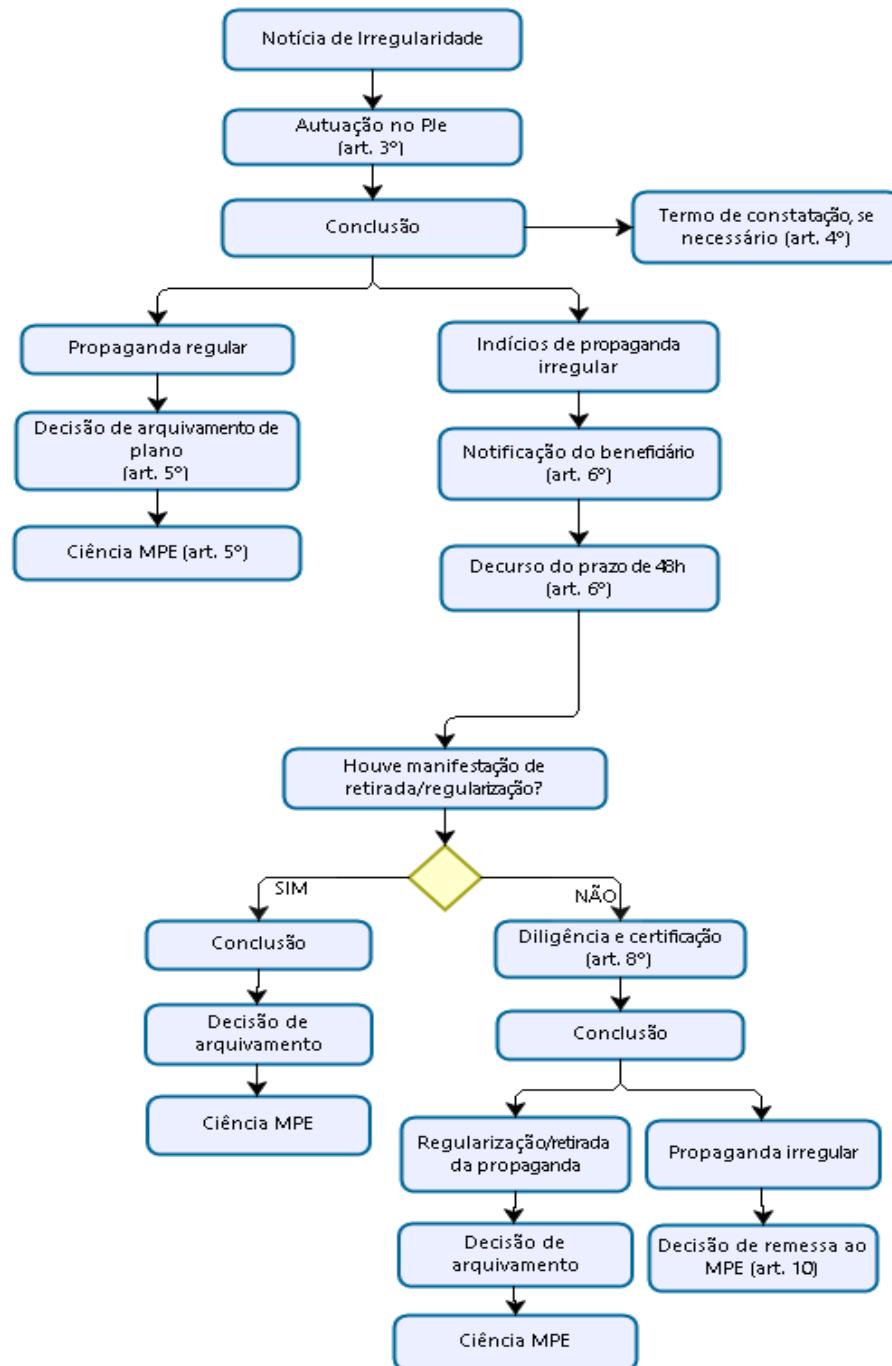 Notícia de Irregularidade
Autuação no PJe
(art. 3º)
Conclusão
Termo de constatação, se
necessário (art. 4º)
Propaganda regular
Decisão de arquivamento de
plano
(art. 5º)
Ciência MPE (art. 5º)
Indícios de propaganda
irregular
Notificação do beneficiário
(art. 6º)
Decurso do prazo de 48h
(art. 6º)
Houve manifestação de
retirada/regularização?
SIM
NÃO
Conclusão
Decisão de
arquivamento
Ciência MPE
Diligência e certificação
(art. 8º)
Conclusão
Regularização/retirada
da propaganda
Decisão de
arquivamento
Ciência MPE
Propaganda irregular
Decisão de remessa ao
MPE (art. 10)